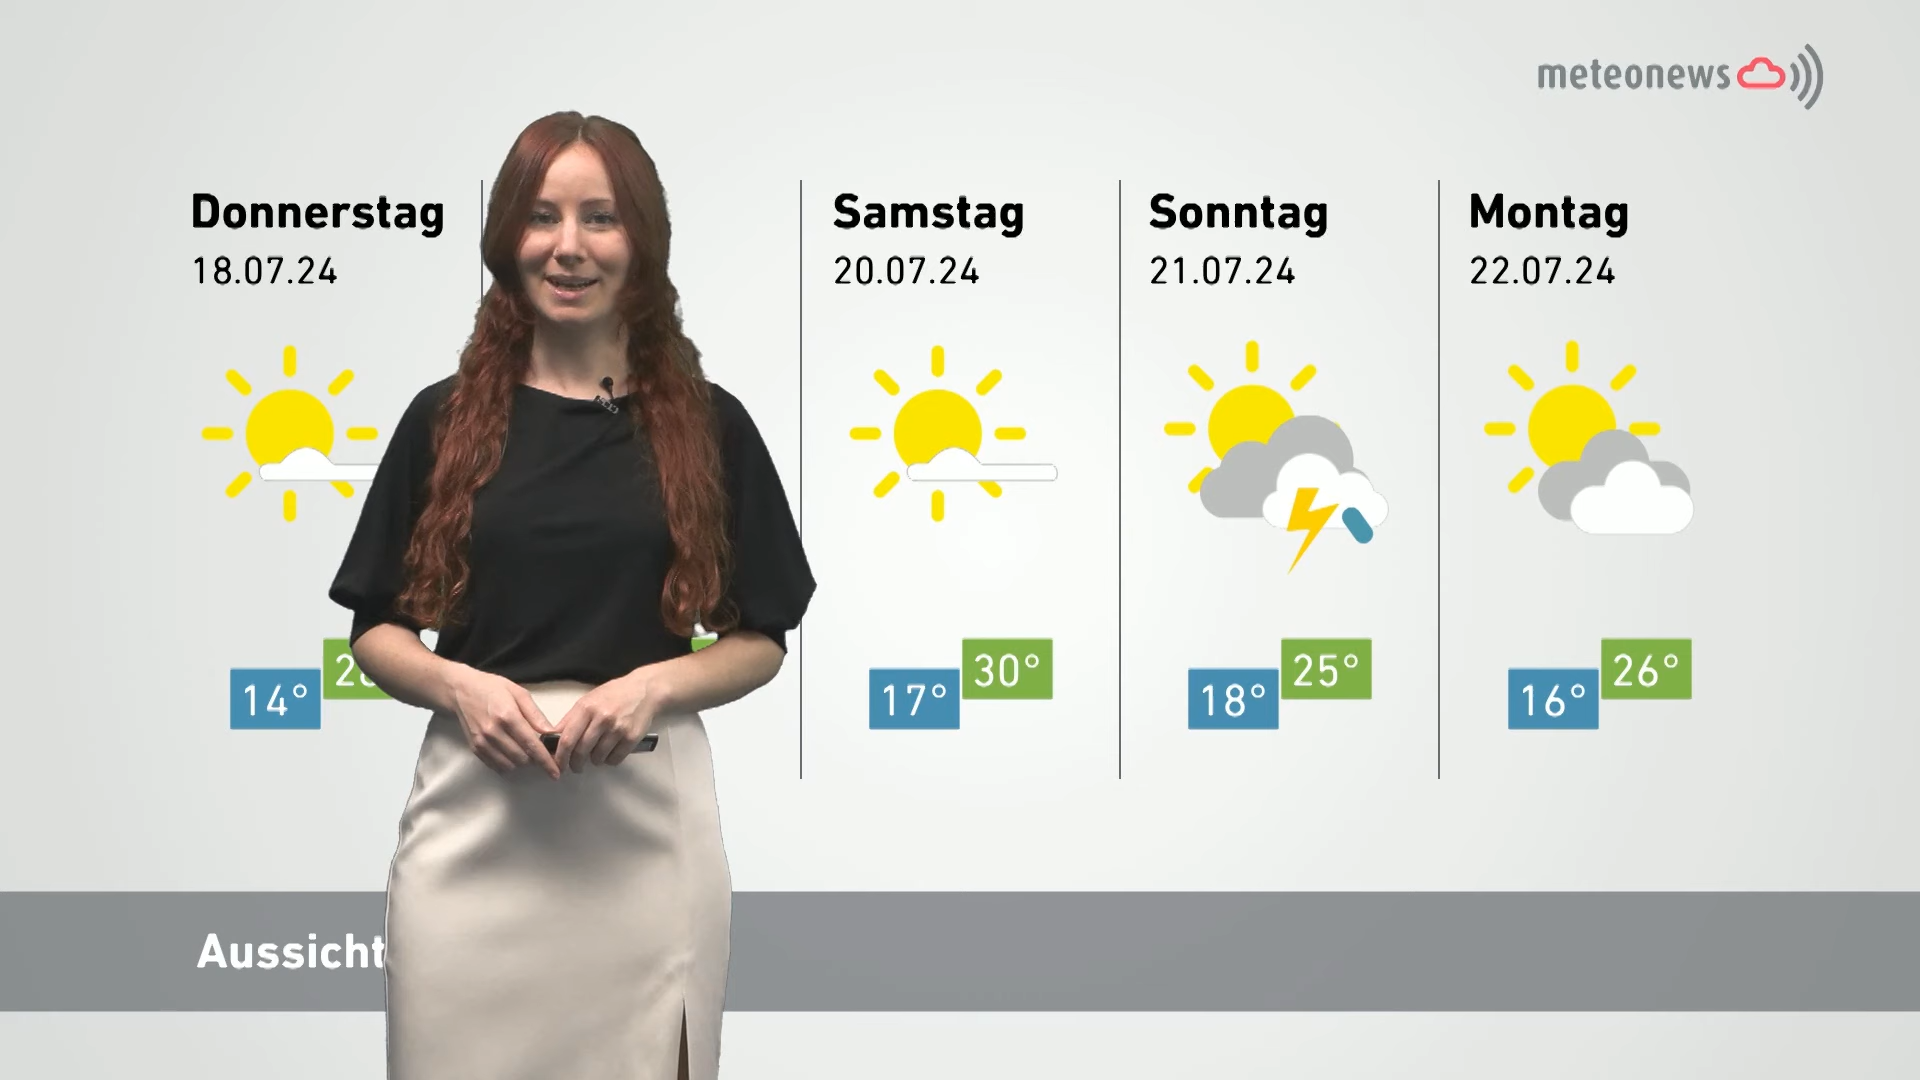 meteonews
Donnerstag
18.07.24
Samstag
20.07.24
Sonntag
21.07.24
Montag
22.07.24
14°
17°
30°
18°
25°
16°
26°